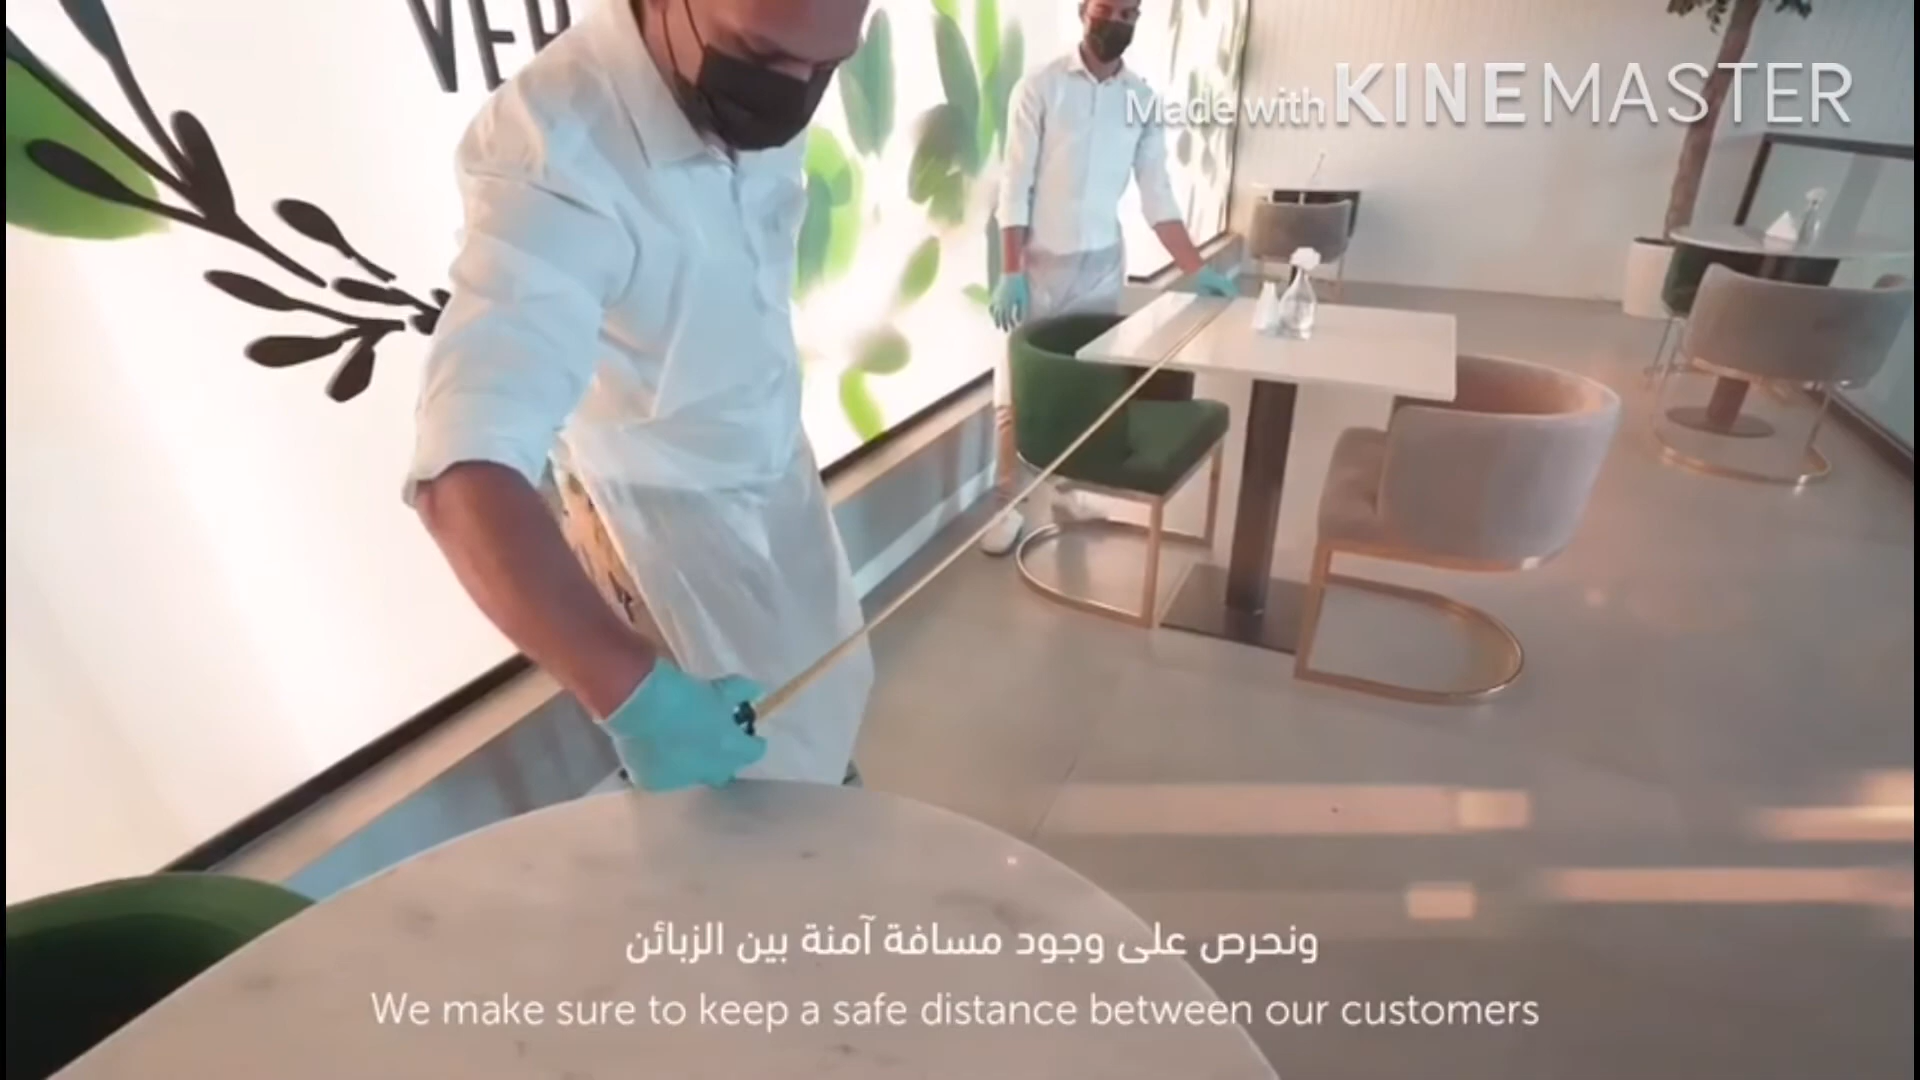 VER
Made with KINEMASTER
ونحرص على وجود مسافة آمنة بين الزبائن
We make sure to keep a safe distance between our customers